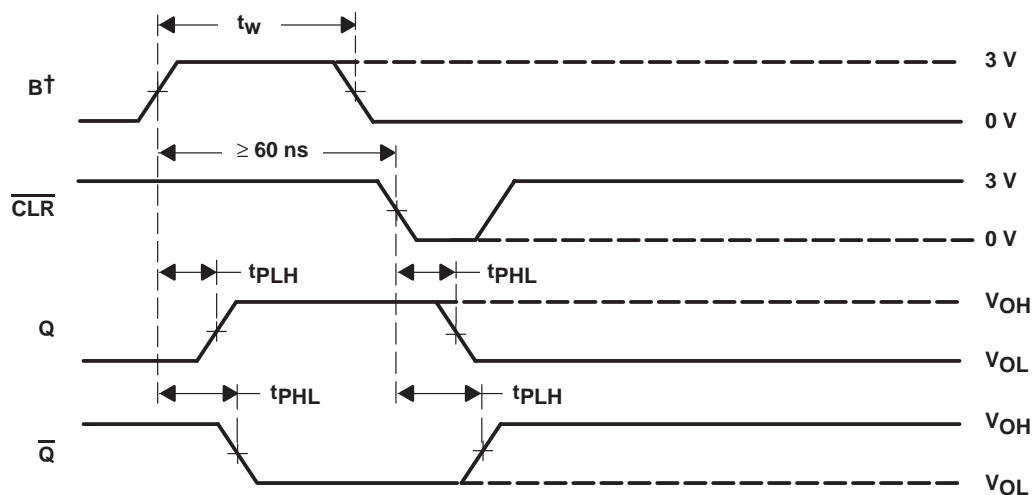 tw
B†
3 V
0 V
≥ 60 ns
CLR
3 V
0 V
tPLH
tPHL
Q
VOH
VOL
tPHL
tPLH
Q
VOH
VOL